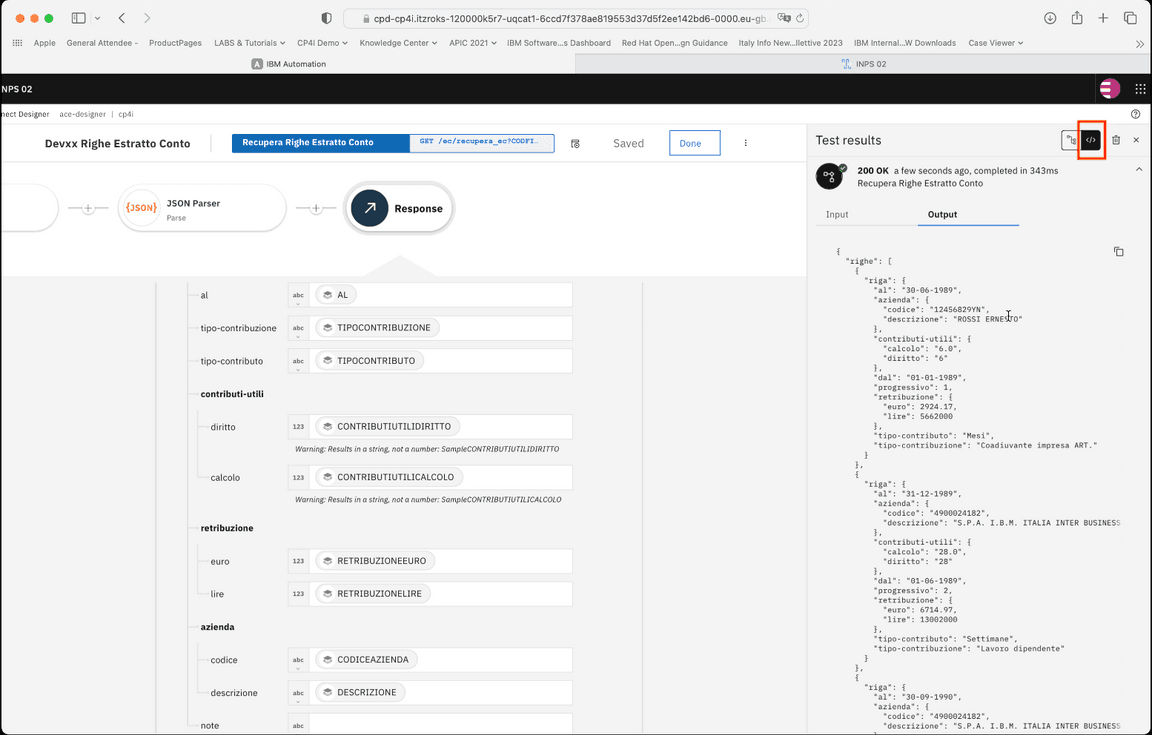 cpd-cp4i.itzroks-120000k5r7-uqcat1-6ccd7f378ae819553d37d5f2ee142bd6-0000.eu-gb
Apple General Attendee - ProductPages LABS & Tutorials CP4I Demo Knowledge Center APIC 2021 IBM Software...s Dashboard Red Hat Open...gn Guidance Italy Info New...llettive 2023 IBM Internal...W Downloads Case Viewer
A IBM Automation INPS 02
NPS 02
nnect Designer ace-designer | cp4i
Devxx Righe Estratto Conto Recupera Righe Estratto Conto GET /ec/recupera_ec?CODFI... Saved Done
{JSON} JSON Parser
Parse
Response
al abc AL
tipo-contribuzione abc TIPOCONTRIBUZIONE
tipo-contributo abc TIPOCONTRIBUTO
contributi-utili
diritto 123 CONTRIBUTIUTILIDIRITTO
Warning: Results in a string, not a number: SampleCONTRIBUTIUTILIDIRITTO
calcolo 123 CONTRIBUTIUTILICALCOLO
Warning: Results in a string, not a number: SampleCONTRIBUTIUTILICALCOLO
retribuzione
euro 123 RETRIBUZIONEEURO
lire 123 RETRIBUZIONELIRE
azienda
codice abc CODICEAZIENDA
descrizione abc DESCRIZIONE
note abc
Test results </>
200 OK a few seconds ago, completed in 343ms
Recupera Righe Estratto Conto
Input Output
{
"righe": [
{
"riga": {
"al": "30-06-1989",
"azienda": {
"codice": "12456829YN",
"descrizione": "ROSSI ERNESTO"
},
"contributi-utili": {
"calcolo": "6.0",
"diritto": "6"
},
"dal": "01-01-1989",
"progressivo": 1,
"retribuzione": {
"euro": 2924.17,
"lire": 5662000
},
"tipo-contributo": "Mesi",
"tipo-contribuzione": "Coadiuvante impresa ART."
}
},
{
"riga": {
"al": "31-12-1989",
"azienda": {
"codice": "4900024182",
"descrizione": "S.P.A. I.B.M. ITALIA INTER BUSINESS
},
"contributi-utili": {
"calcolo": "28.0",
"diritto": "28"
},
"dal": "01-06-1989",
"progressivo": 2,
"retribuzione": {
"euro": 6714.97,
"lire": 13002000
},
"tipo-contributo": "Settimane",
"tipo-contribuzione": "Lavoro dipendente"
}
},
{
"riga": {
"al": "30-09-1990",
"azienda": {
"codice": "4900024182",
"descrizione": "S.P.A. I.B.M. ITALIA INTER BUSINESS